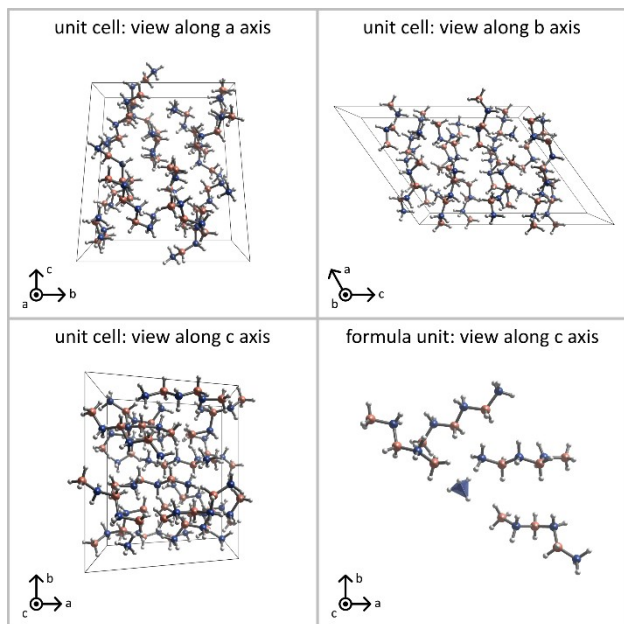 unit cell: view along a axis
c
a
b
unit cell: view along b axis
a
b
c
unit cell: view along c axis
b
c
a
formula unit: view along c axis
b
c
a